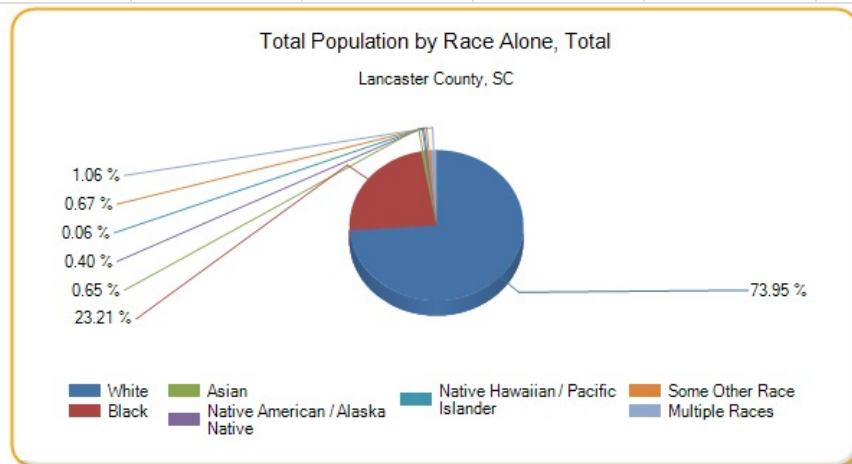 Total Population by Race Alone, Total
Lancaster County, SC
1.06 %
0.67 %
0.06 %
0.40 %
0.65 %
23.21 %
73.95 %
White
Black
Asian
Native American / Alaska
Native
Native Hawaiian / Pacific
Islander
Some Other Race
Multiple Races